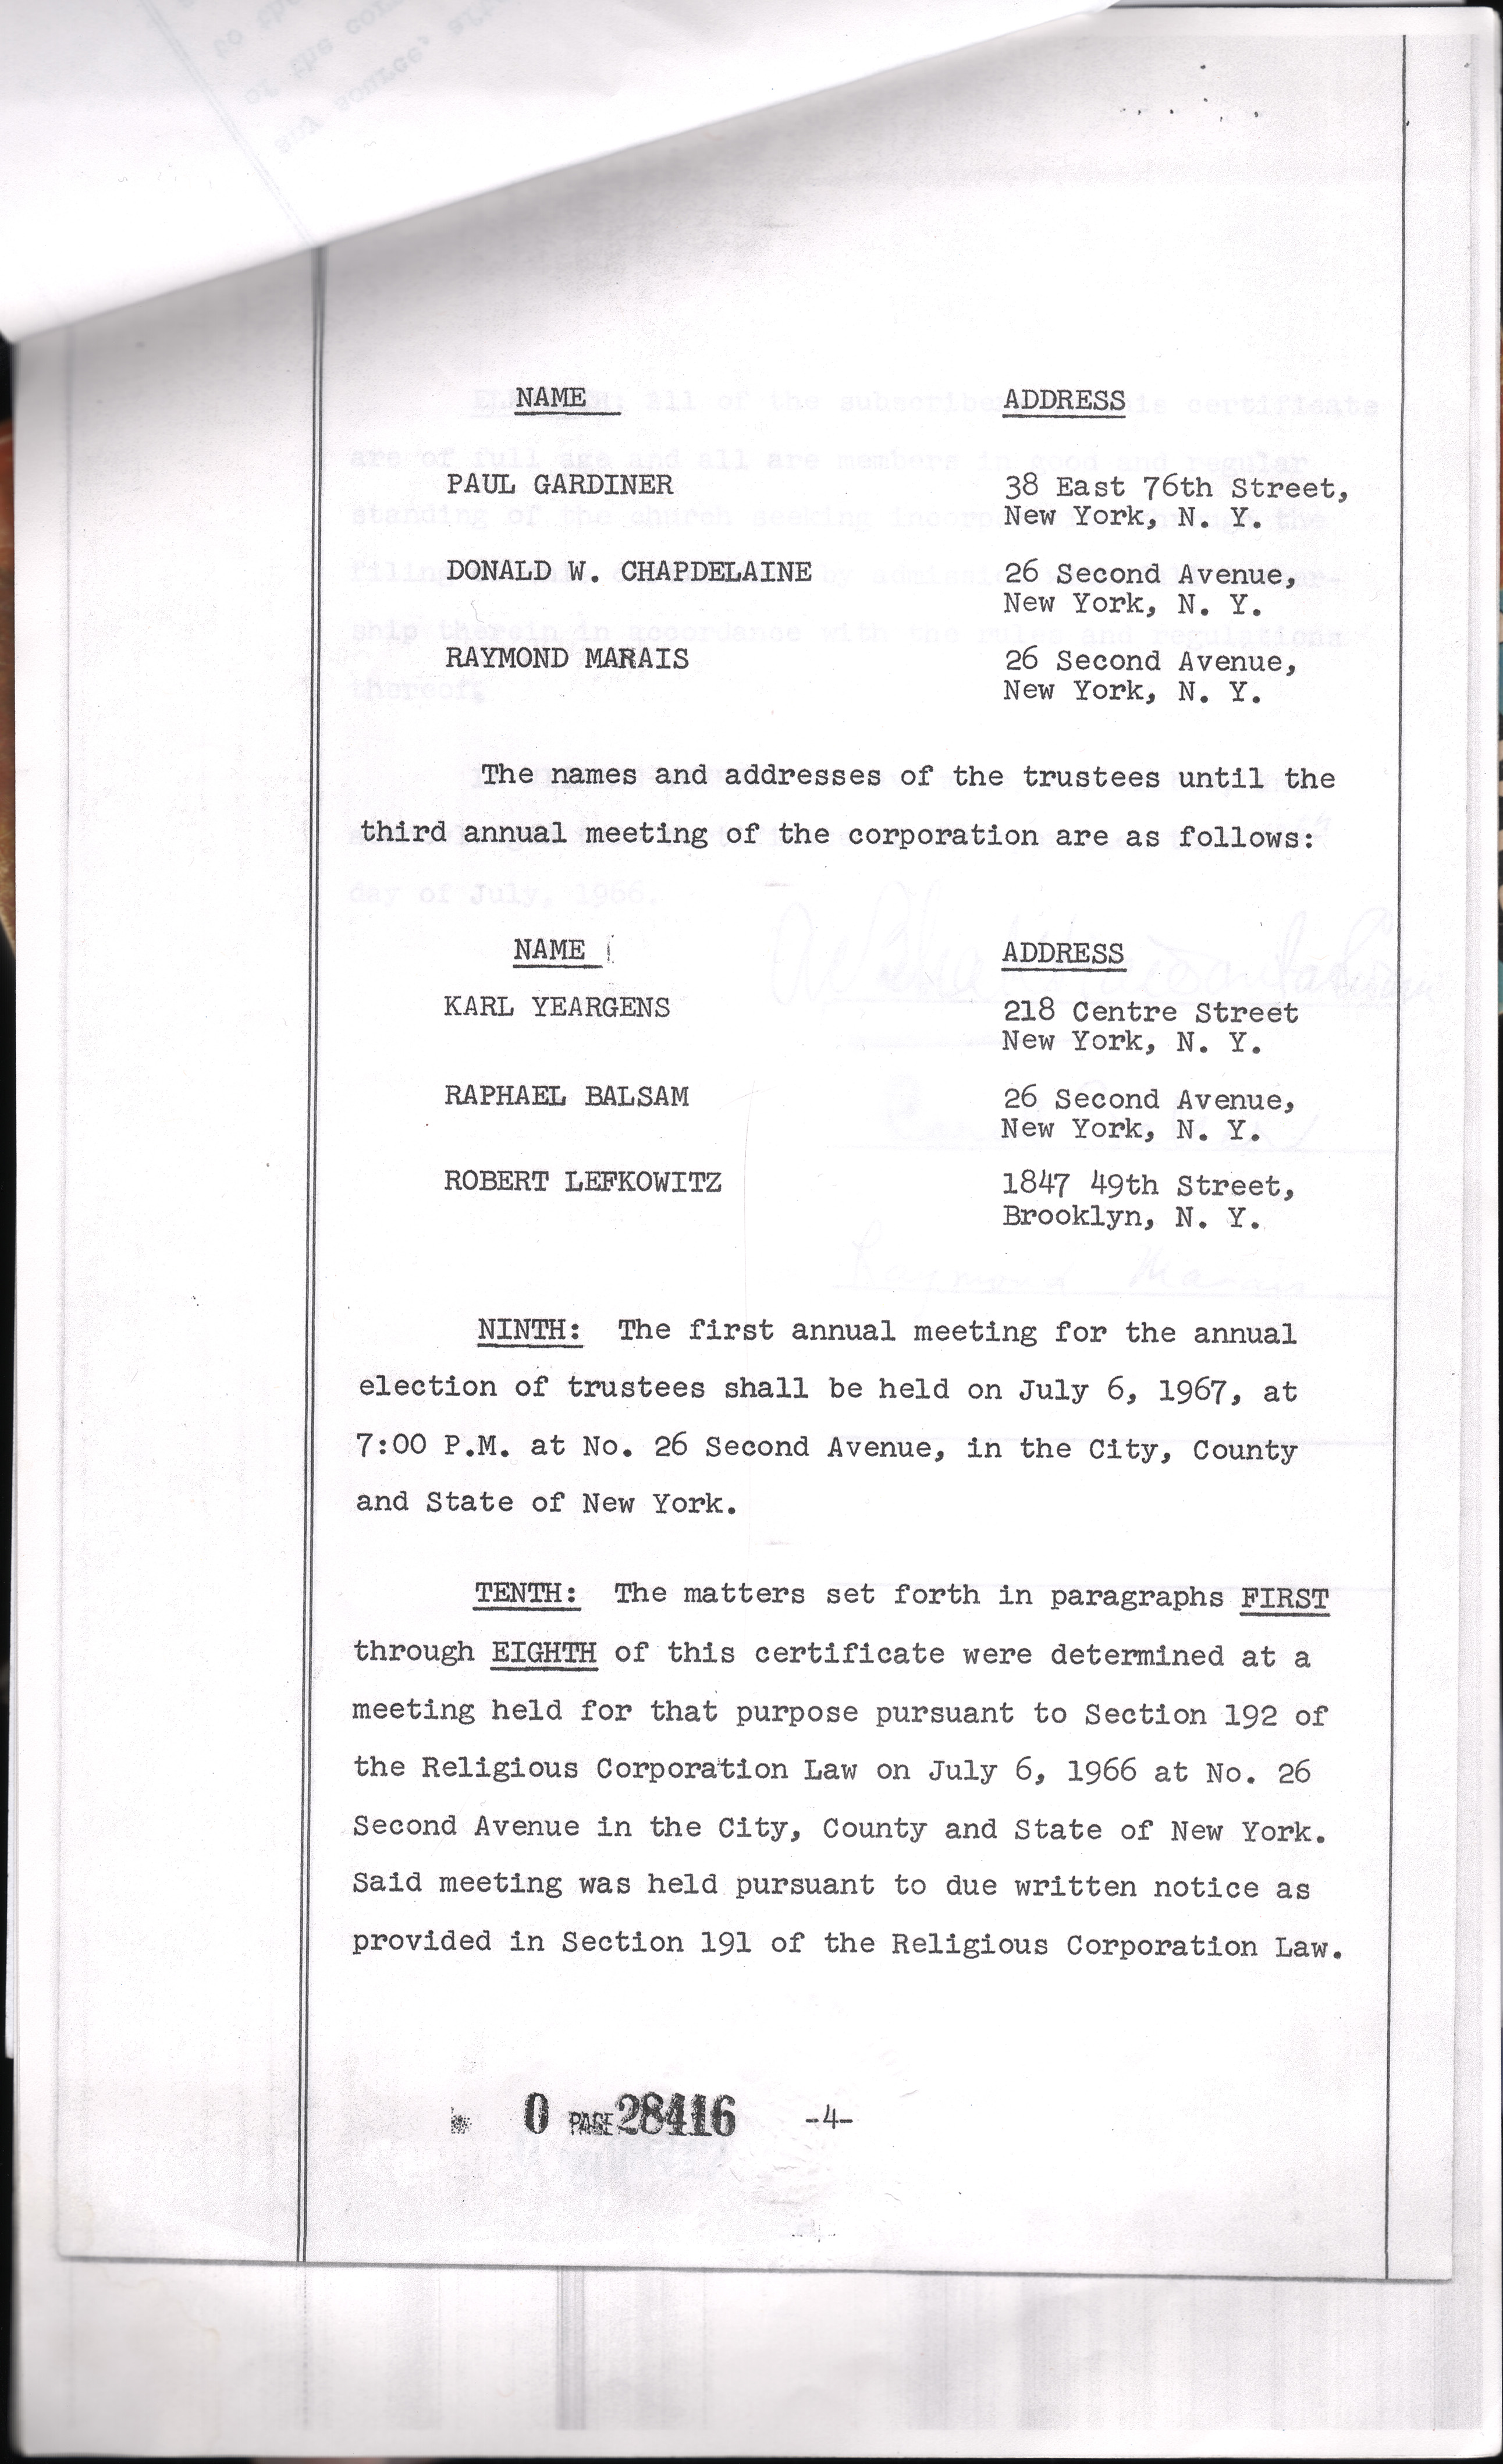 NAME ADDRESS
PAUL GARDINER 38 East 76th Street,
New York, N. Y.
DONALD W. CHAPDELAINE 26 Second Avenue,
New York, N. Y.
RAYMOND MARAIS 26 Second Avenue,
New York, N. Y.
The names and addresses of the trustees until the
third annual meeting of the corporation are as follows:
NAME ADDRESS
KARL YEARGENS 218 Centre Street
New York, N. Y.
RAPHAEL BALSAM 26 Second Avenue,
New York, N. Y.
ROBERT LEFKOWITZ 1847 49th Street,
Brooklyn, N. Y.
NINTH: The first annual meeting for the annual
election of trustees shall be held on July 6, 1967, at
7:00 P.M. at No. 26 Second Avenue, in the City, County
and State of New York.
TENTH: The matters set forth in paragraphs FIRST
through EIGHTH of this certificate were determined at a
meeting held for that purpose pursuant to Section 192 of
the Religious Corporation Law on July 6, 1966 at No. 26
Second Avenue in the City, County and State of New York.
Said meeting was held pursuant to due written notice as
provided in Section 191 of the Religious Corporation Law.
0 PAGE 28416 -4-